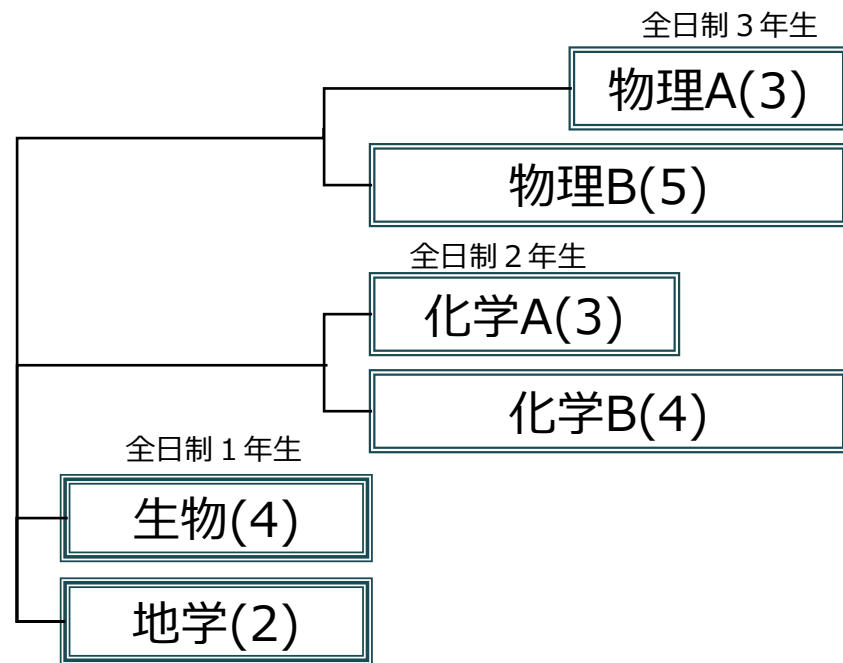 全日制３年生
物理A(3)
物理B(5)
全日制２年生
化学A(3)
化学B(4)
全日制１年生
生物(4)
地学(2)